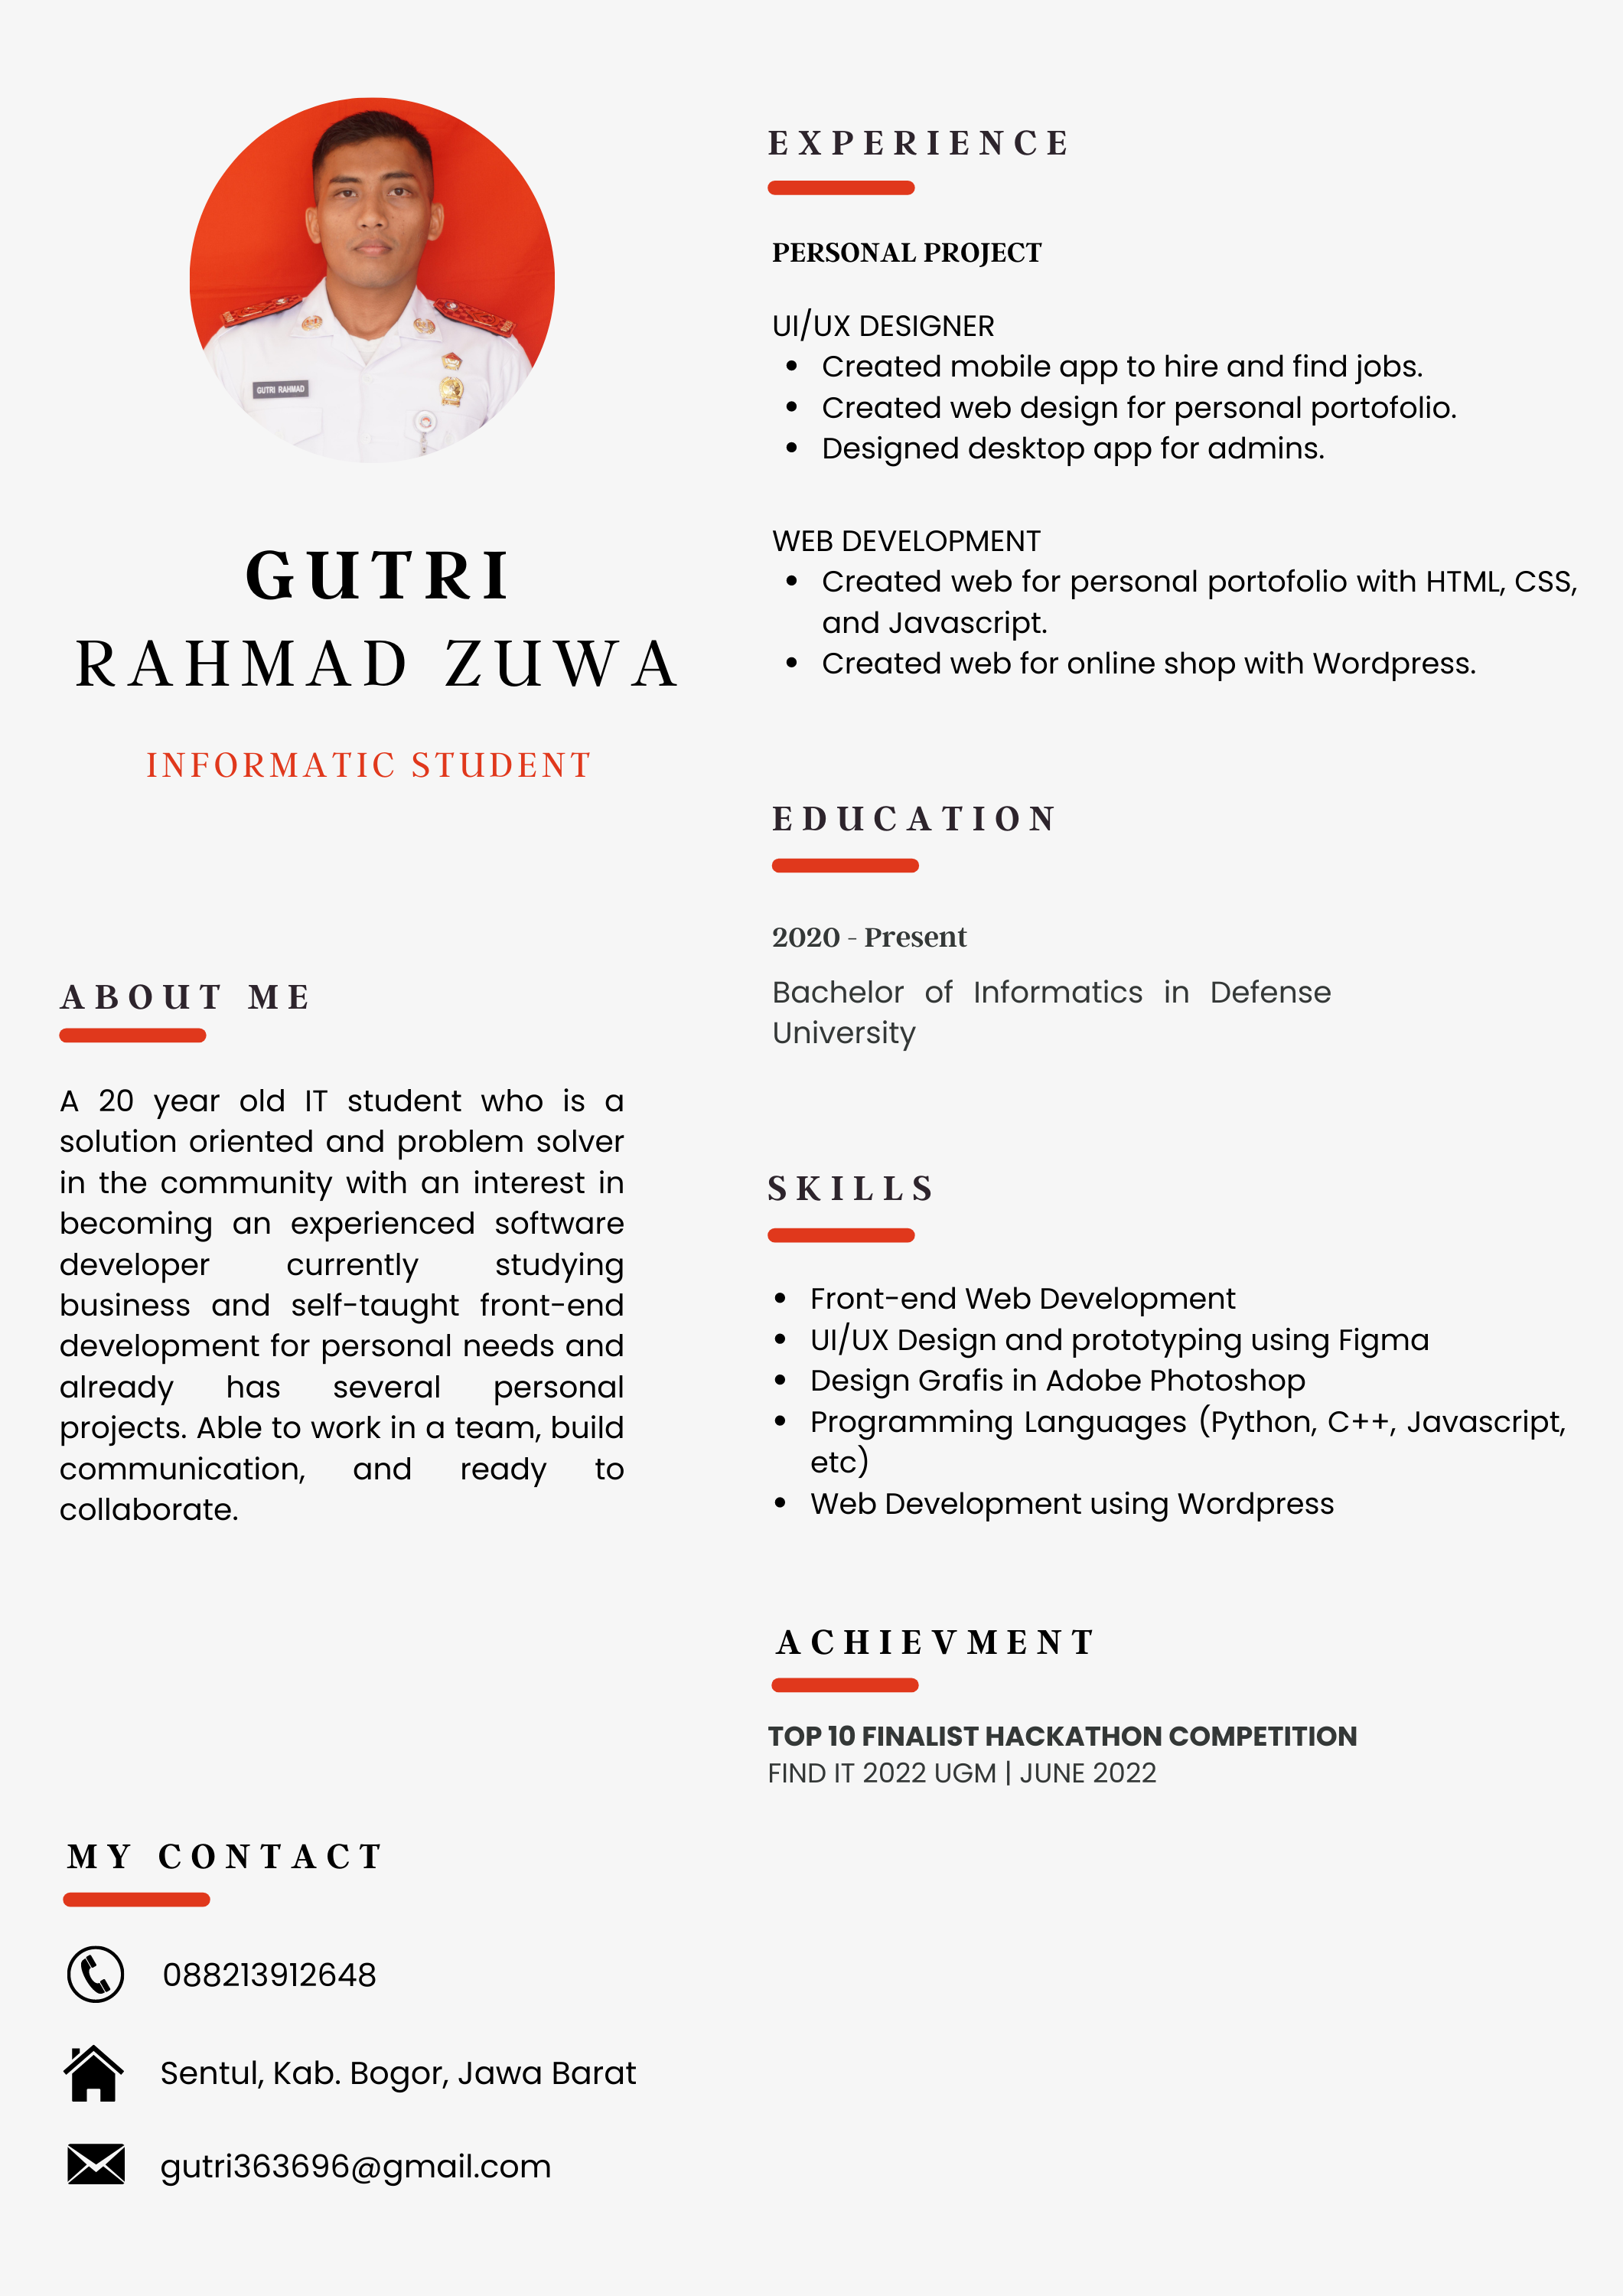 GUTRI RAHMAD
GUTRI
RAHMAD ZUWA
INFORMATIC STUDENT
ABOUT ME
A 20 year old IT student who is a
solution oriented and problem solver
in the community with an interest in
becoming an experienced software
developer currently studying
business and self-taught front-end
development for personal needs and
already has several personal
projects. Able to work in a team, build
communication, and ready to
collaborate.
MY CONTACT
088213912648
Sentul, Kab. Bogor, Jawa Barat
gutri363696@gmail.com
EXPERIENCE
PERSONAL PROJECT
UI/UX DESIGNER
• Created mobile app to hire and find jobs.
• Created web design for personal portofolio.
• Designed desktop app for admins.
WEB DEVELOPMENT
• Created web for personal portofolio with HTML, CSS,
and Javascript.
• Created web for online shop with Wordpress.
EDUCATION
2020 - Present
Bachelor of Informatics in Defense
University
SKILLS
• Front-end Web Development
• UI/UX Design and prototyping using Figma
• Design Grafis in Adobe Photoshop
• Programming Languages (Python, C++, Javascript,
etc)
• Web Development using Wordpress
ACHIEVMENT
TOP 10 FINALIST HACKATHON COMPETITION
FIND IT 2022 UGM | JUNE 2022